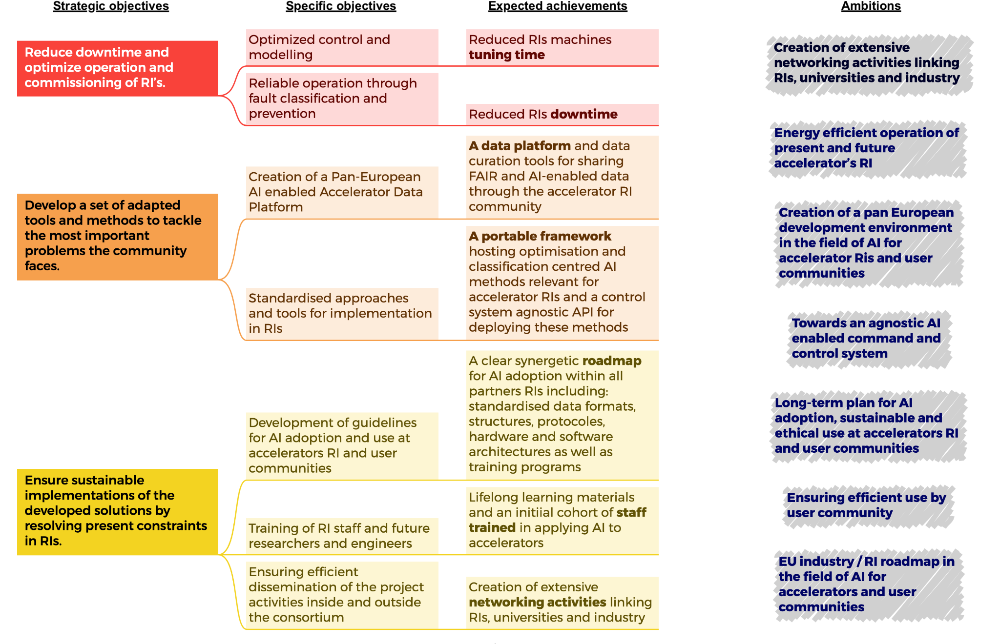 Strategic objectives
Specific objectives
Expected achievements
Ambitions
Reduce downtime and
optimize operation and
commissioning of RI's.
Optimized control and
modelling
Reduced RIs machines
tuning time
Reliable operation through
fault classification and
prevention
Reduced RIs downtime
Develop a set of adapted
tools and methods to tackle
the most important
problems the community
faces.
Creation of a Pan-European
AI enabled Accelerator Data
Platform
A data platform and data
curation tools for sharing
FAIR and AI-enabled data
through the accelerator RI
community
Standardised approaches
and tools for implementation
in RIs
A portable framework
hosting optimisation and
classification centred AI
methods relevant for
accelerator RIs and a control
system agnostic API for
deploying these methods
Ensure sustainable
implementations of the
developed solutions by
resolving present constraints
in RIs.
Development of guidelines
for AI adoption and use at
accelerators RI and user
communities
A clear synergetic roadmap
for AI adoption within all
partners RIs including:
standardised data formats,
structures, protocoles,
hardware and software
architectures as well as
training programs
Training of RI staff and future
researchers and engineers
Lifelong learning materials
and an initiial cohort of staff
trained in applying AI to
accelerators
Ensuring efficient
dissemination of the project
activities inside and outside
the consortium
Creation of extensive
networking activities linking
RIs, universities and industry
Creation of extensive
networking activities linking
RIs, universities and industry
Energy efficient operation of
present and future
accelerator's RI
Creation of a pan European
development environment
in the field of AI for
accelerator Ris and user
communities
Towards an agnostic AI
enabled command and
control system
Long-term plan for AI
adoption, sustainable and
ethical use at accelerators RI
and user communities
Ensuring efficient use by
user community
EU industry / RI roadmap in
the field of AI for
accelerators and user
communities